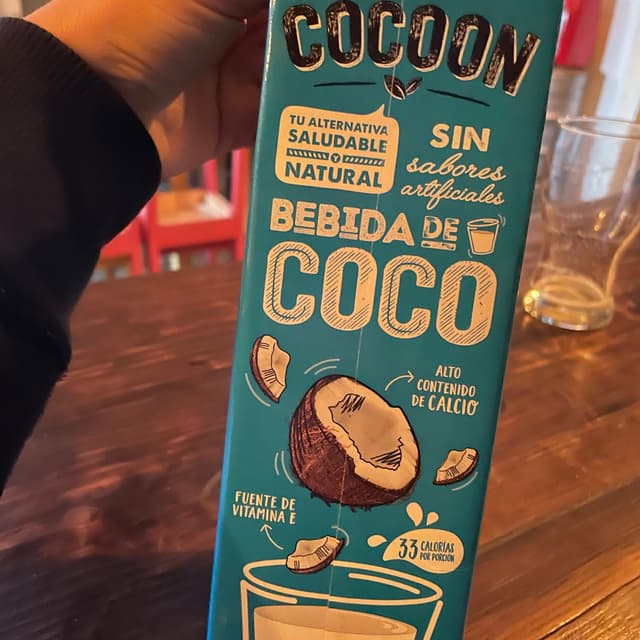 COCOON
TU ALTERNATIVA
SALUDABLE
Y
NATURAL
SIN
sabores
artificiales
BEBIDA DE
COCO
ALTO
CONTENIDO
DE CALCIO
FUENTE DE
VITAMINA E
33 CALORÍAS
POR PORCIÓN